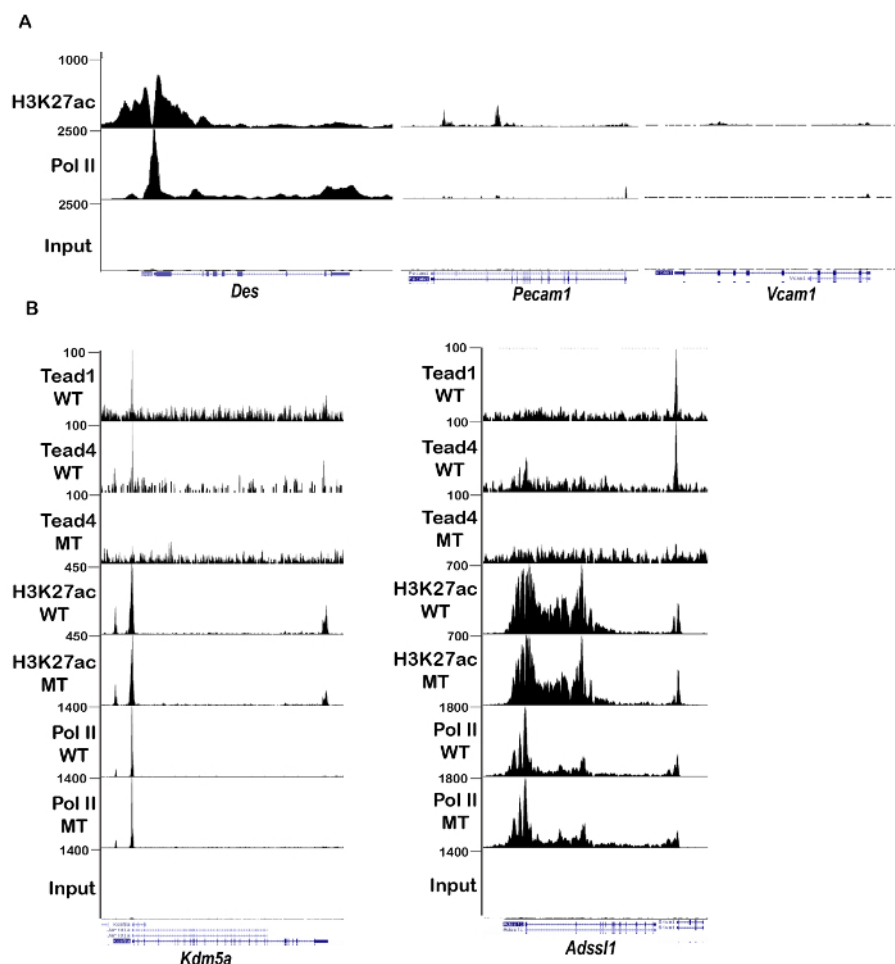 A
1000
H3K27ac
2500
Pol II
2500
Input
Des
Pecam1
Vcam1
B
100
Tead1
WT
100
Tead4
WT
100
Tead4
MT
450
H3K27ac
WT
450
H3K27ac
MT
1400
Pol II
WT
1400
Pol II
MT
1400
Input
Kdm5a
100
Tead1
WT
100
Tead4
WT
100
Tead4
MT
700
H3K27ac
WT
700
H3K27ac
MT
1800
Pol II
WT
1800
Pol II
MT
1400
Input
Adssl1